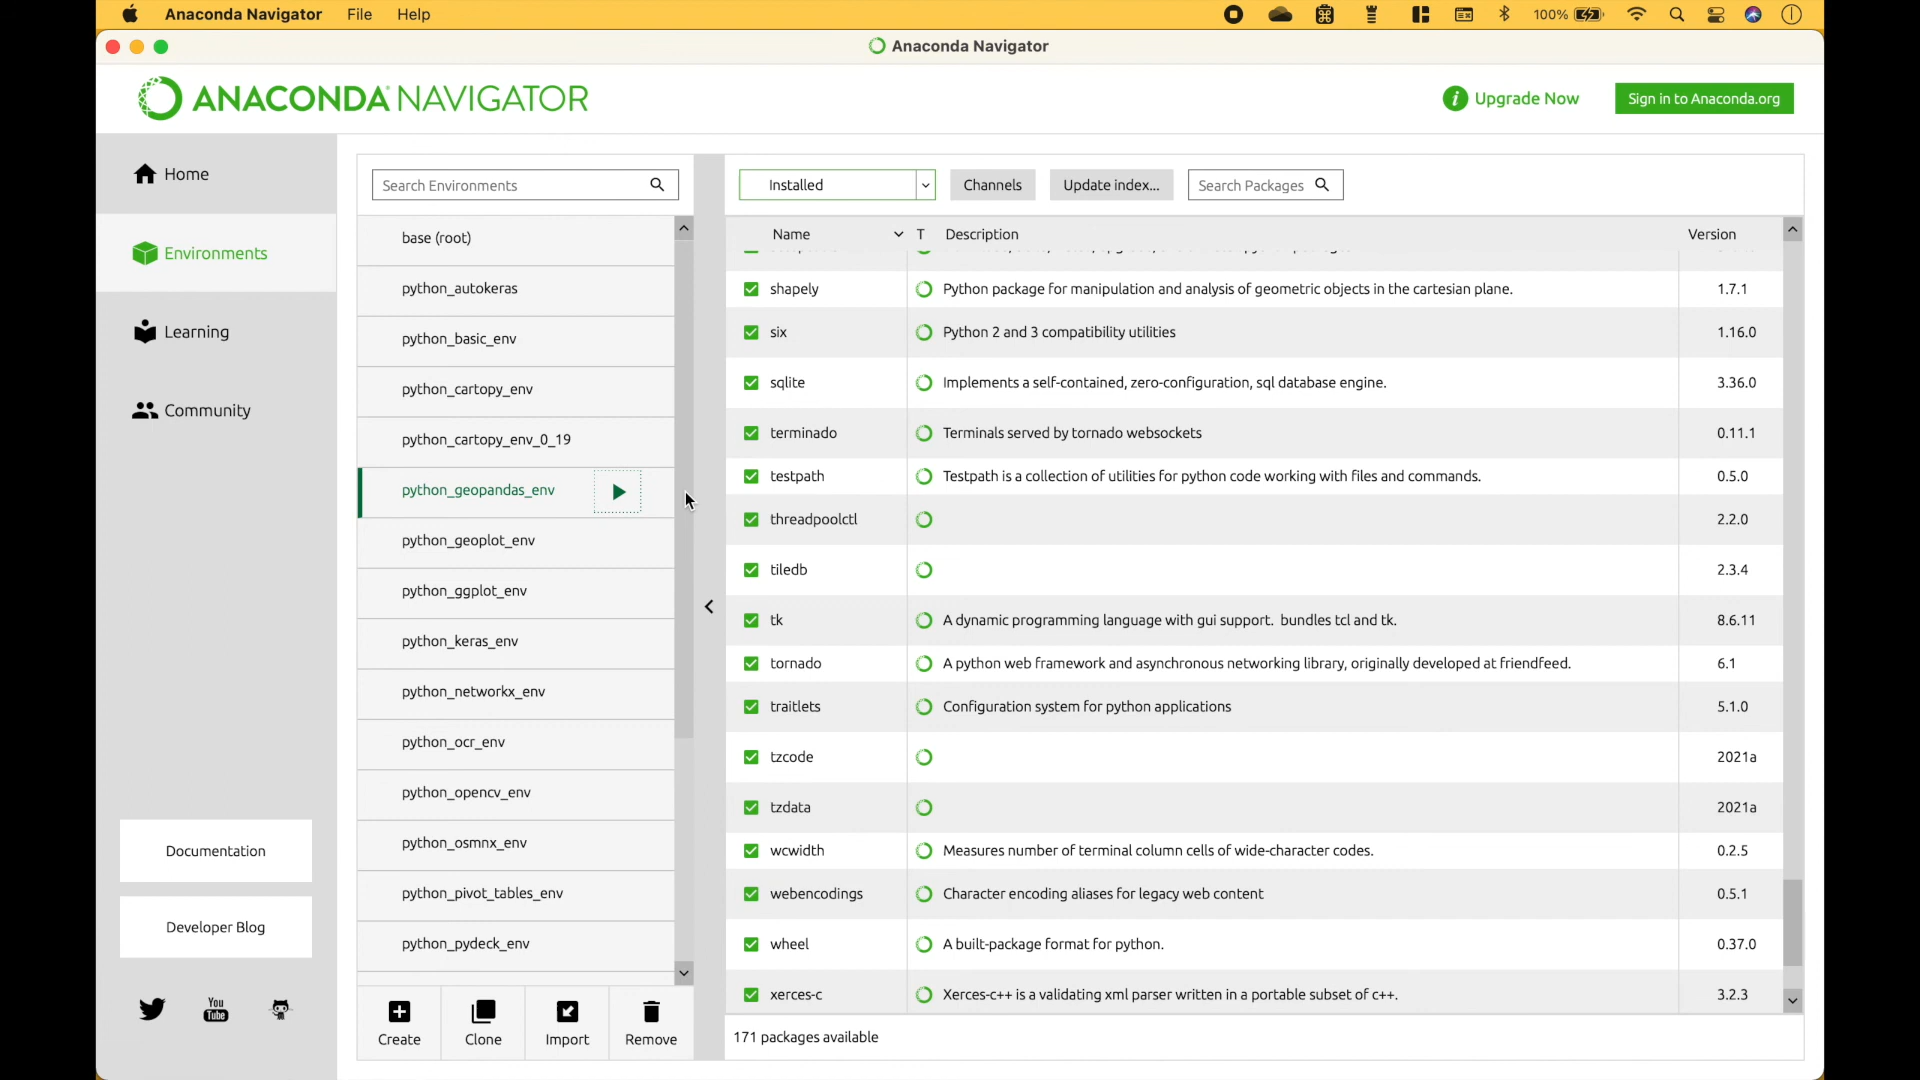 Anaconda Navigator File Help 100%
Anaconda Navigator
ANACONDA NAVIGATOR
i Upgrade Now Sign in to Anaconda.org
Home
Environments
Learning
Community
Documentation
Developer Blog
You Tube
Search Environments
base (root)
python_autokeras
python_basic_env
python_cartopy_env
python_cartopy_env_0_19
python_geopandas_env
python_geoplot_env
python_ggplot_env
python_keras_env
python_networkx_env
python_ocr_env
python_opencv_env
python_osmnx_env
python_pivot_tables_env
python_pydeck_env
Create Clone Import Remove
Installed Channels Update index... Search Packages
Name T Description Version
shapely Python package for manipulation and analysis of geometric objects in the cartesian plane. 1.7.1
six Python 2 and 3 compatibility utilities 1.16.0
sqlite Implements a self-contained, zero-configuration, sql database engine. 3.36.0
terminado Terminals served by tornado websockets 0.11.1
testpath Testpath is a collection of utilities for python code working with files and commands. 0.5.0
threadpoolctl 2.2.0
tiledb 2.3.4
tk A dynamic programming language with gui support. bundles tcl and tk. 8.6.11
tornado A python web framework and asynchronous networking library, originally developed at friendfeed. 6.1
traitlets Configuration system for python applications 5.1.0
tzcode 2021a
tzdata 2021a
wcwidth Measures number of terminal column cells of wide-character codes. 0.2.5
webencodings Character encoding aliases for legacy web content 0.5.1
wheel A built-package format for python. 0.37.0
xerces-c Xerces-c++ is a validating xml parser written in a portable subset of c++. 3.2.3
171 packages available